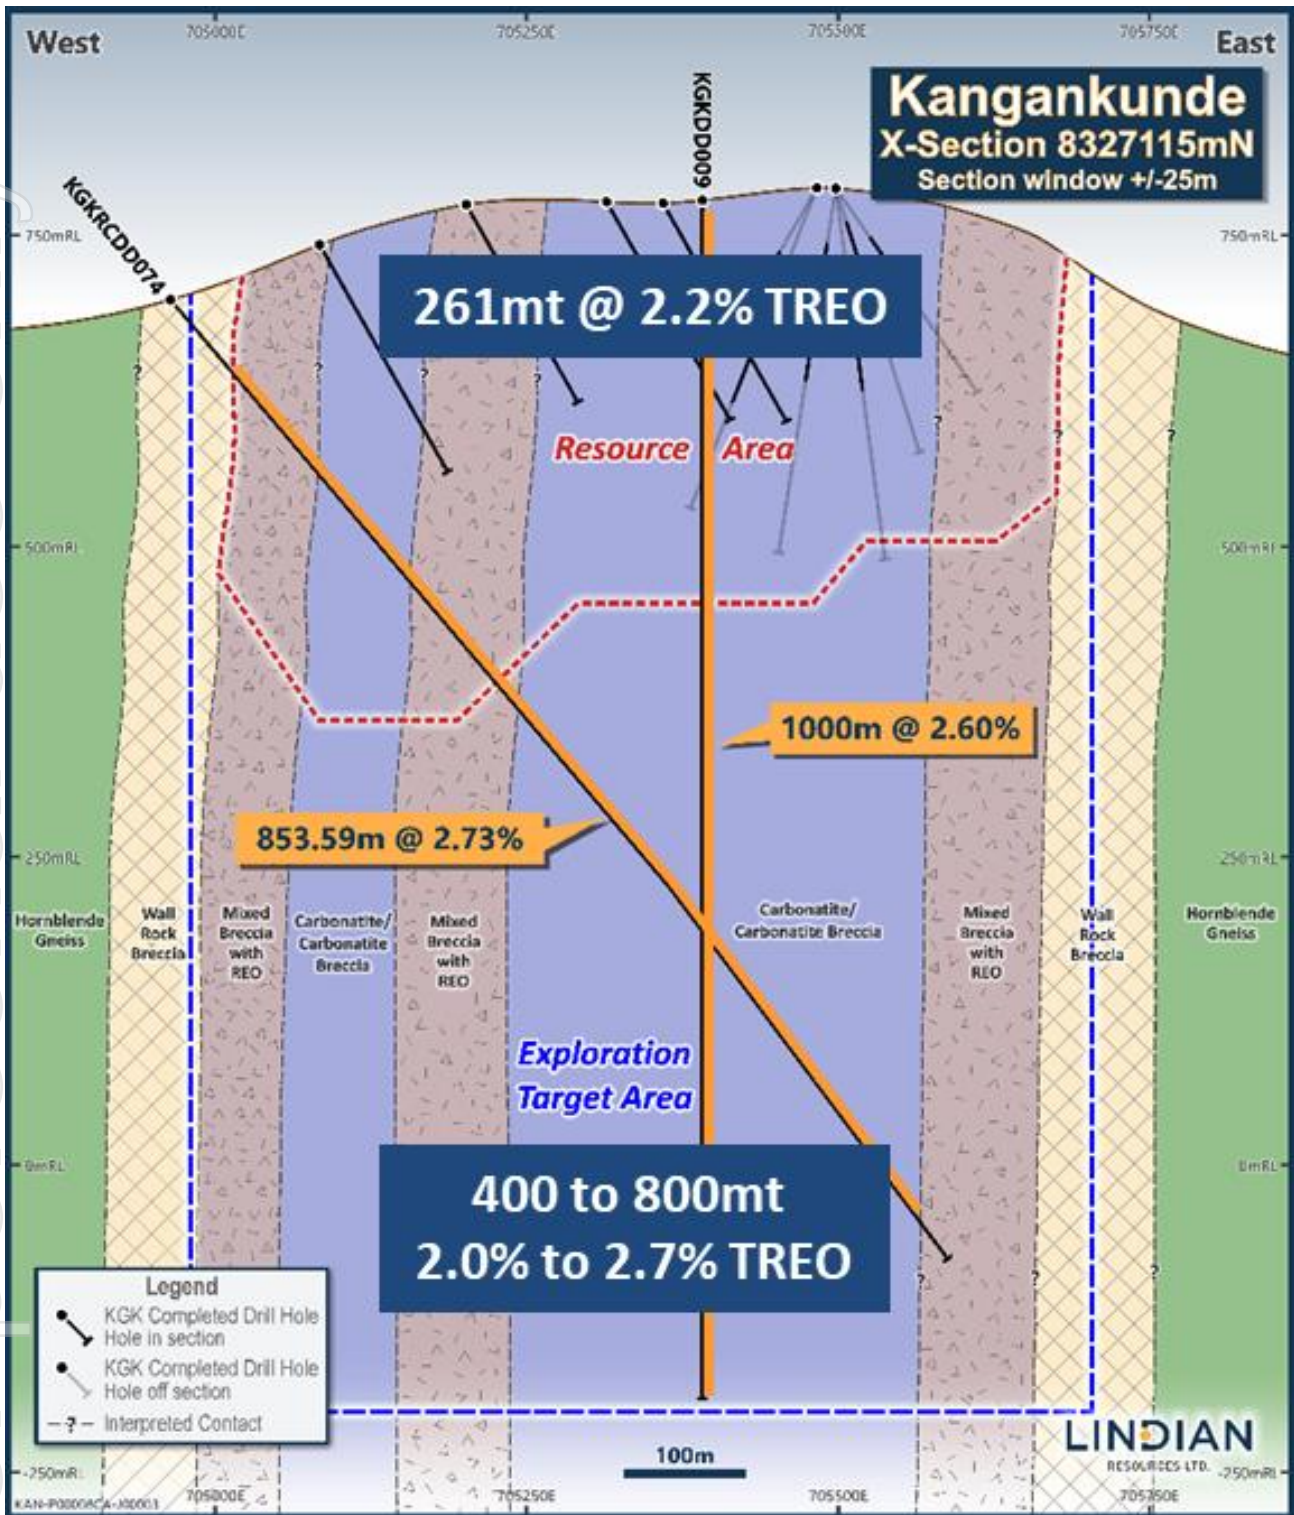 West
705000E
705250E
705500E
705750E
East
Kangankunde
X-Section 8327115mN
Section window +/-25m
KGKDD009
KGKRCDD074
750mRL
750mRL
261mt @ 2.2% TREO
?
?
?
?
?
?
?
Resource Area
500mRL
500mRL
1000m @ 2.60%
853.59m @ 2.73%
250mRL
250mRL
Hornblende
Gneiss
Wall
Rock
Breccia
Mixed
Breccia
with
REO
Carbonatite/
Carbonatite
Breccia
Mixed
Breccia
with
REO
Carbonatite/
Carbonatite Breccia
Mixed
Breccia
with
REO
Wall
Rock
Breccia
Hornblende
Gneiss
Exploration
Target Area
0mRL
0mRL
400 to 800mt
2.0% to 2.7% TREO
?
?
?
Legend
KGK Completed Drill Hole
Hole in section
KGK Completed Drill Hole
Hole off section
– ? – Interpreted Contact
100m
LINDIAN
RESOURCES LTD.
-250mRL
-250mRL
705000E
705250E
705500E
705750E